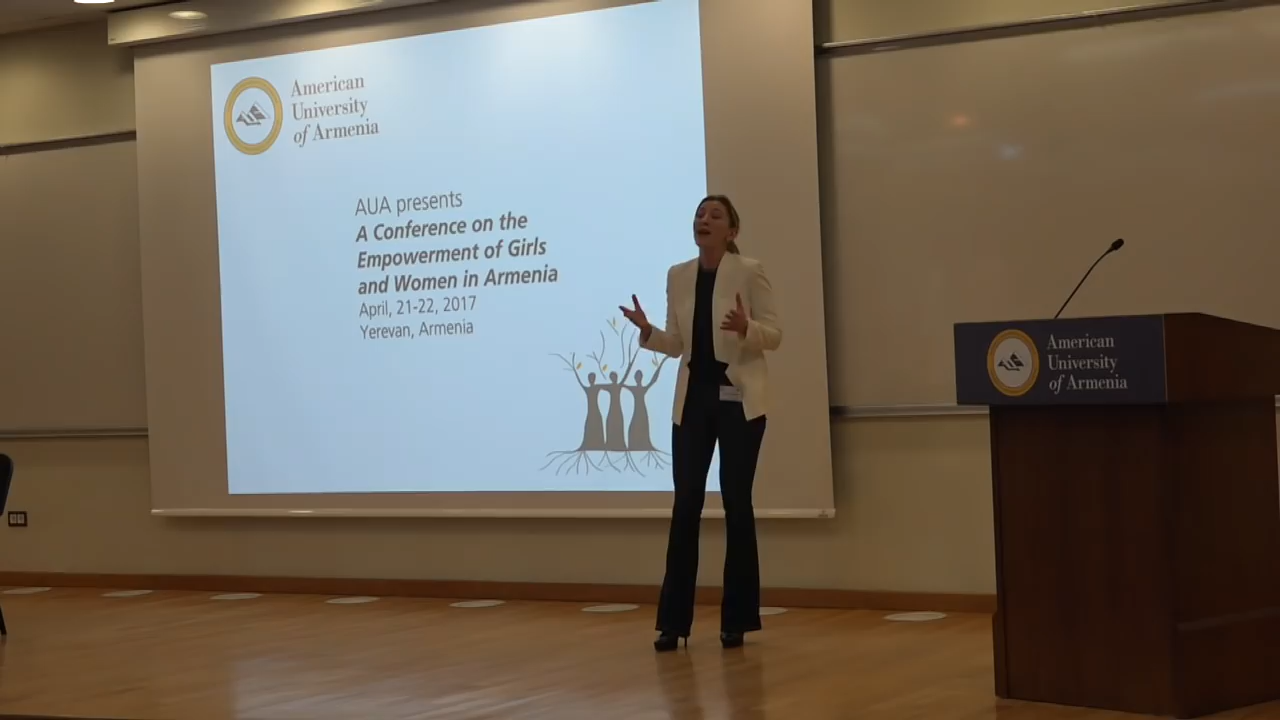 American
University
of Armenia
AUA presents
A Conference on the
Empowerment of Girls
and Women in Armenia
April, 21-22, 2017
Yerevan, Armenia
American
University
of Armenia